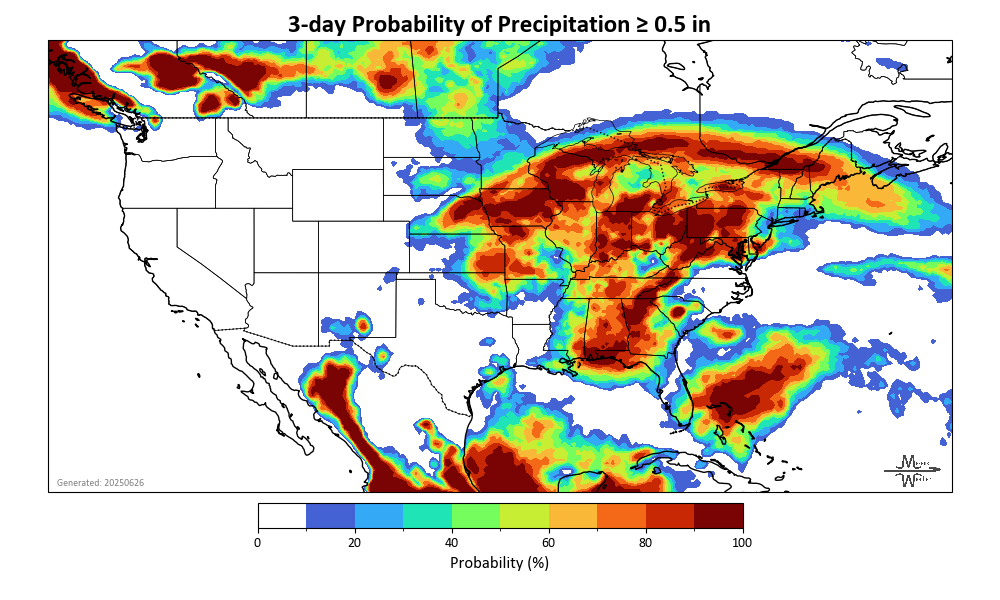 3-day Probability of Precipitation ≥ 0.5 in
Generated: 20250626
0 20 40 60 80 100
Probability (%)